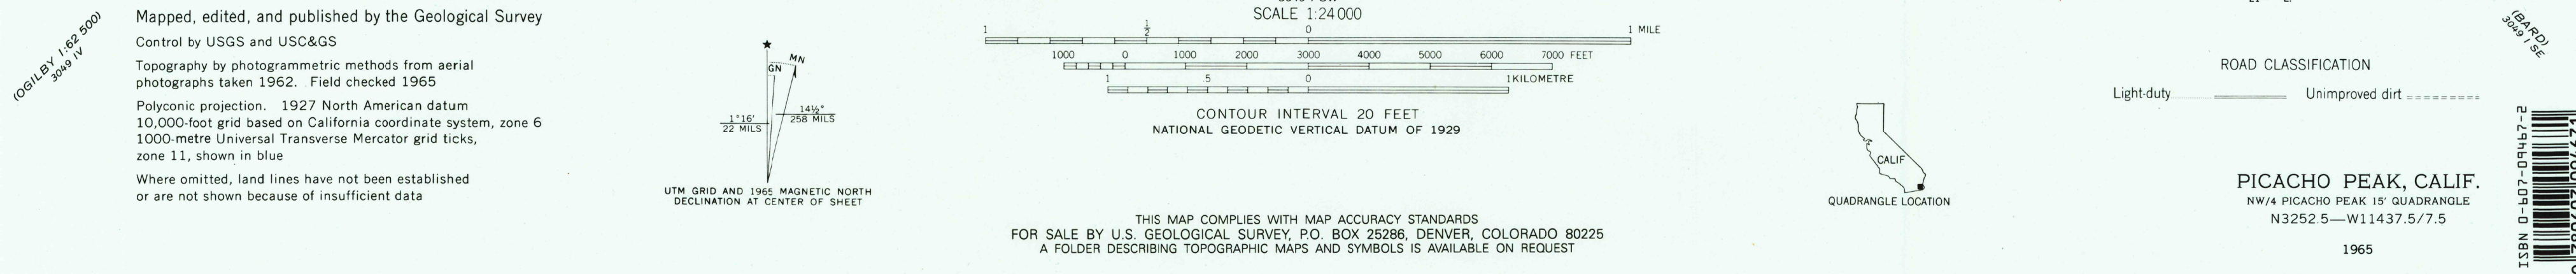 (OGILBY 1:62 500)
3049 IV
Mapped, edited, and published by the Geological Survey
Control by USGS and USC&GS
Topography by photogrammetric methods from aerial
photographs taken 1962. Field checked 1965
Polyconic projection. 1927 North American datum
10,000-foot grid based on California coordinate system, zone 6
1000-metre Universal Transverse Mercator grid ticks,
zone 11, shown in blue
Where omitted, land lines have not been established
or are not shown because of insufficient data
GN
MN
1°16'
22 MILS
14½°
258 MILS
UTM GRID AND 1965 MAGNETIC NORTH
DECLINATION AT CENTER OF SHEET
SCALE 1:24 000
1 ½ 0 1 MILE
1000 0 1000 2000 3000 4000 5000 6000 7000 FEET
1 5 0 1 KILOMETRE
CONTOUR INTERVAL 20 FEET
NATIONAL GEODETIC VERTICAL DATUM OF 1929
THIS MAP COMPLIES WITH MAP ACCURACY STANDARDS
FOR SALE BY U.S. GEOLOGICAL SURVEY, P.O. BOX 25286, DENVER, COLORADO 80225
A FOLDER DESCRIBING TOPOGRAPHIC MAPS AND SYMBOLS IS AVAILABLE ON REQUEST
CALIF
QUADRANGLE LOCATION
(BARD)
3049 I SE
ROAD CLASSIFICATION
Light-duty Unimproved dirt
PICACHO PEAK, CALIF.
NW/4 PICACHO PEAK 15' QUADRANGLE
N3252.5—W11437.5/7.5
1965
ISBN 0-607-09467-2